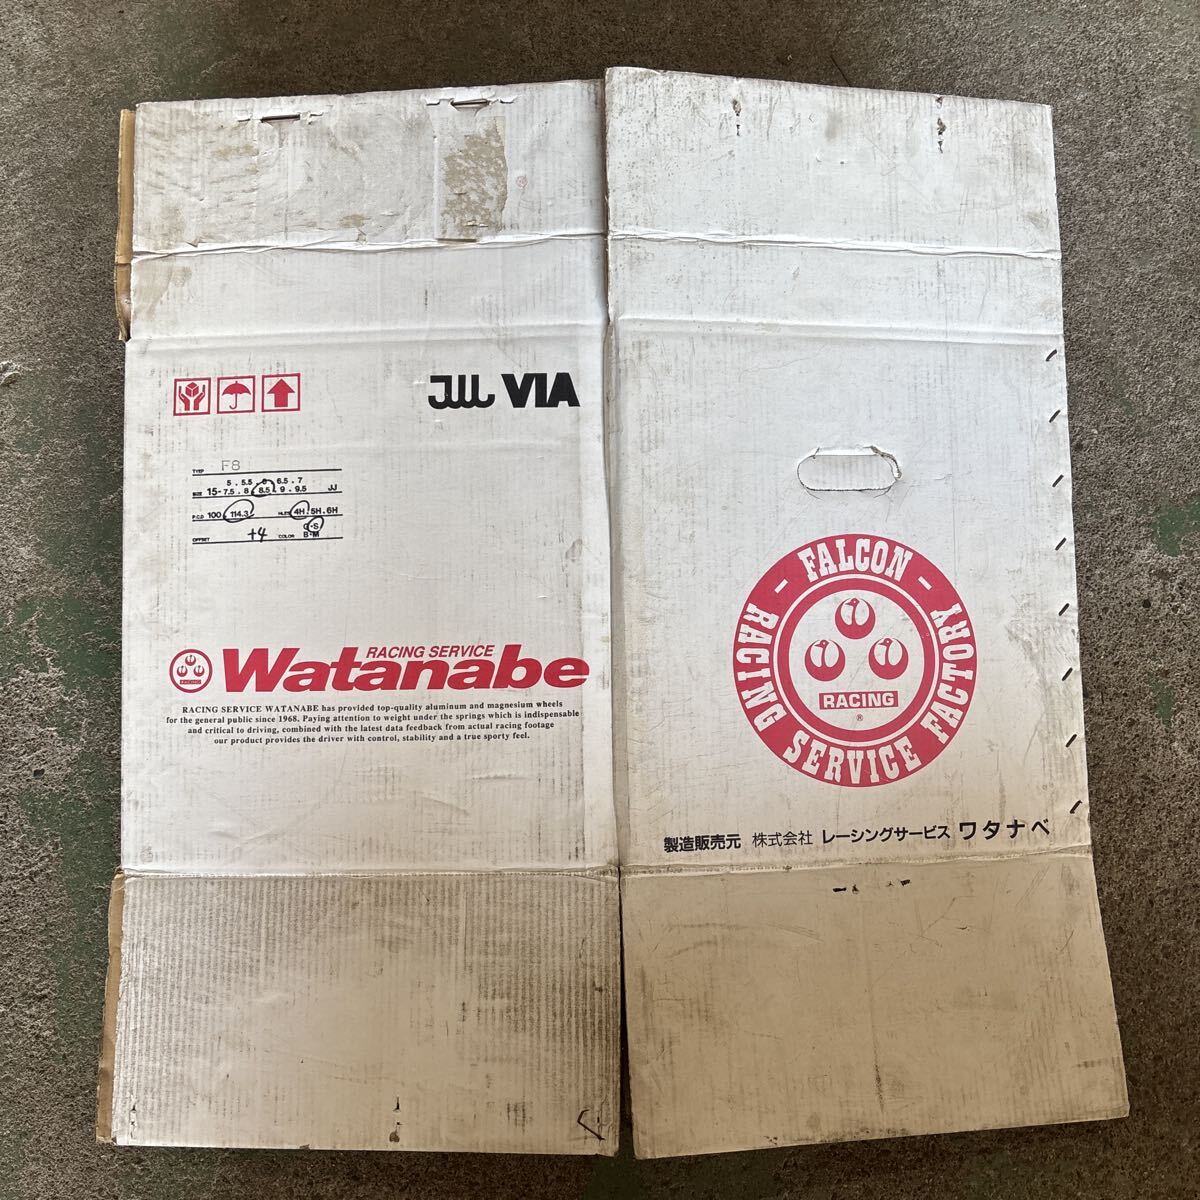 JWL VIA
TYPE F8
5 . 5.5 . 6 . 6.5 . 7
SIZE 15-7.5 . 8 . 8.5 . 9 . 9.5 JJ
P.C.D 100 . 114.3 HLES 4H . 5H . 6H
G-S
OFFSET +4 COLOR B-M
RACING SERVICE
Watanabe
RACING
RACING SERVICE WATANABE has provided top-quality aluminum and magnesium wheels
for the general public since 1968. Paying attention to weight under the springs which is indispensable
and critical to driving, combined with the latest data feedback from actual racing footage
our product provides the driver with control, stability and a true sporty feel.
- FALCON -
RACING SERVICE FACTORY
RACING
®
製造販売元 株式会社 レーシングサービス ワタナベ